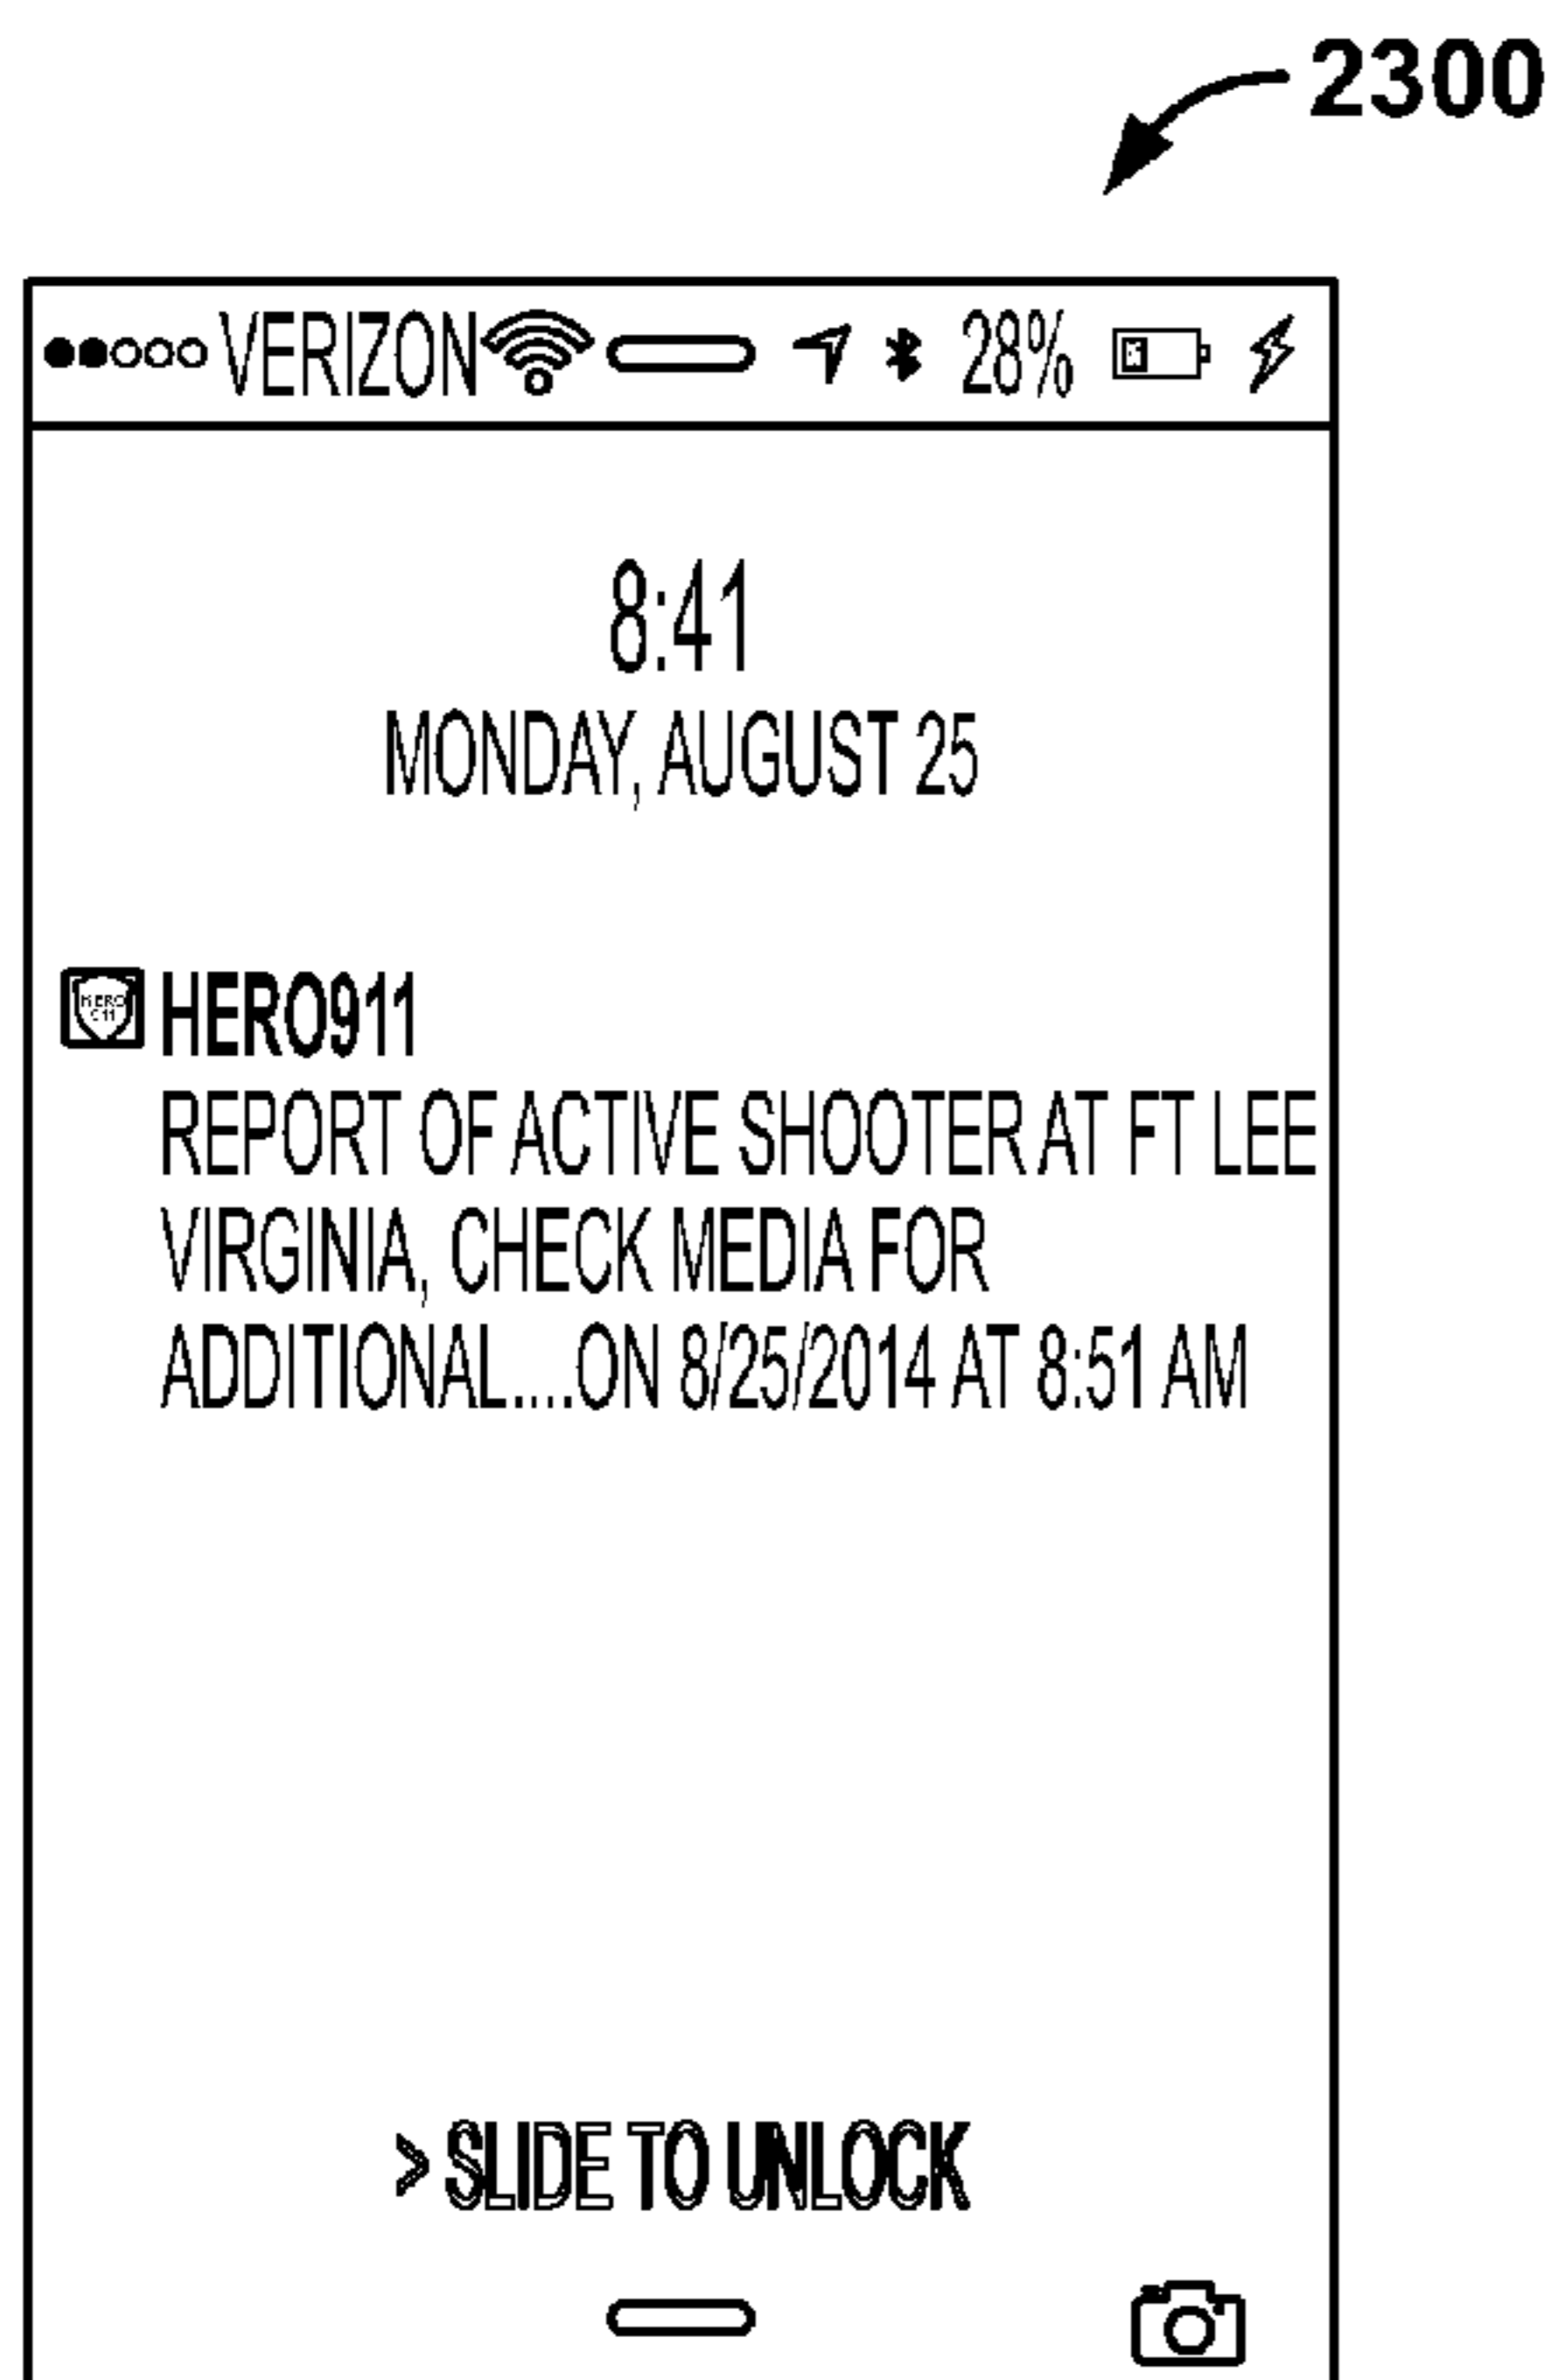 2300
VERIZON 28%
8:41
MONDAY, AUGUST 25
HERO911
REPORT OF ACTIVE SHOOTER AT FT LEE
VIRGINIA, CHECK MEDIA FOR
ADDITIONAL....ON 8/25/2014 AT 8:51 AM
> SLIDE TO UNLOCK